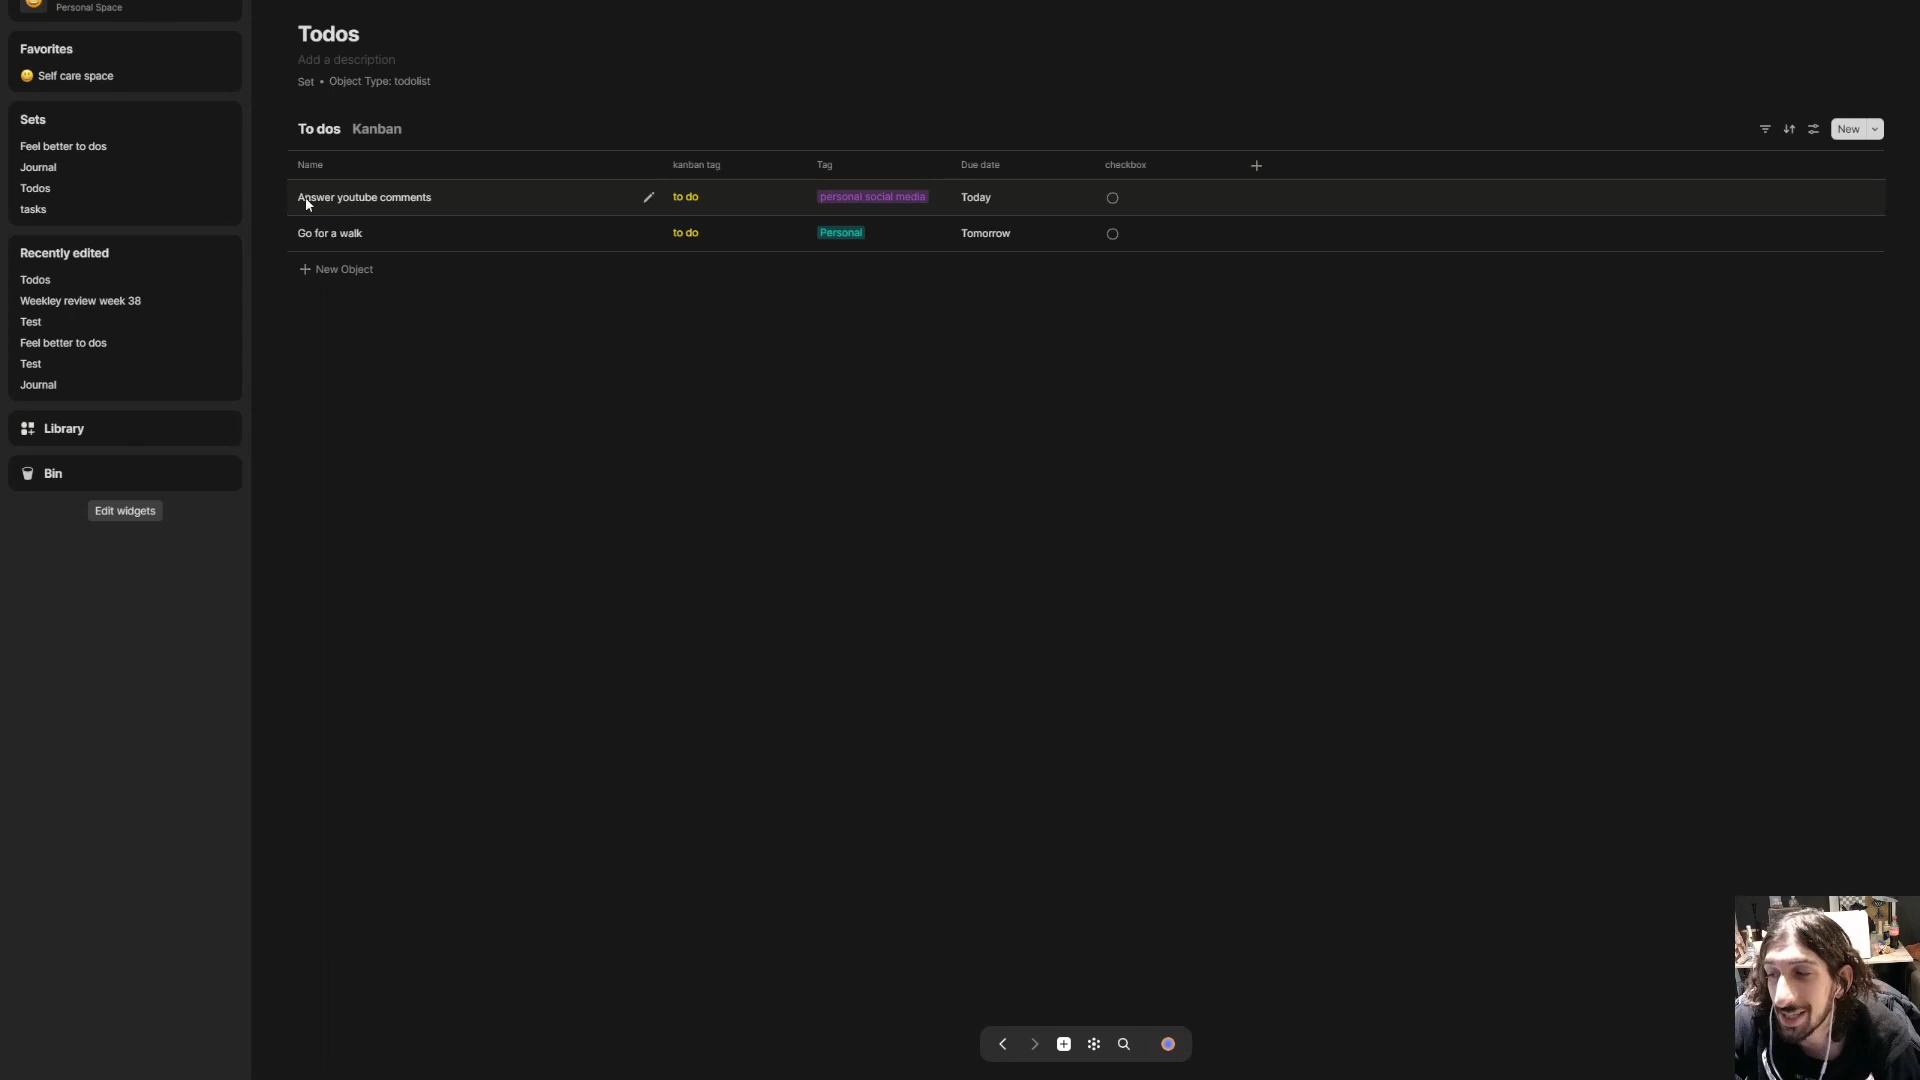 Personal Space
Favorites
Self care space
Sets
Feel better to dos
Journal
Todos
tasks
Recently edited
Todos
Weekley review week 38
Test
Feel better to dos
Test
Journal
Library
Bin
Edit widgets
Todos
Add a description
Set • Object Type: todolist
To dos Kanban
New
Name kanban tag Tag Due date checkbox
Answer youtube comments to do personal social media Today
Go for a walk to do Personal Tomorrow
New Object